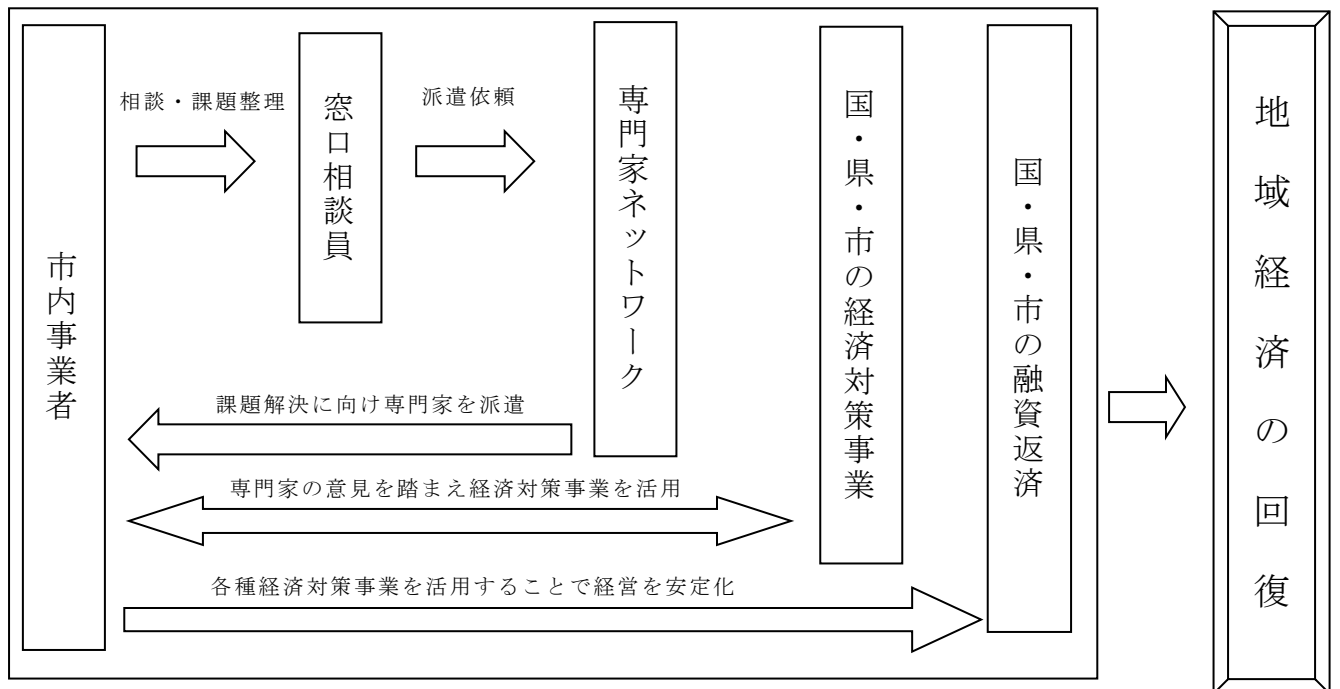 市内事業者
相談・課題整理
窓口相談員
派遣依頼
専門家ネットワーク
国・県・市の経済対策事業
国・県・市の融資返済
課題解決に向け専門家を派遣
専門家の意見を踏まえ経済対策事業を活用
各種経済対策事業を活用することで経営を安定化
地域経済の回復